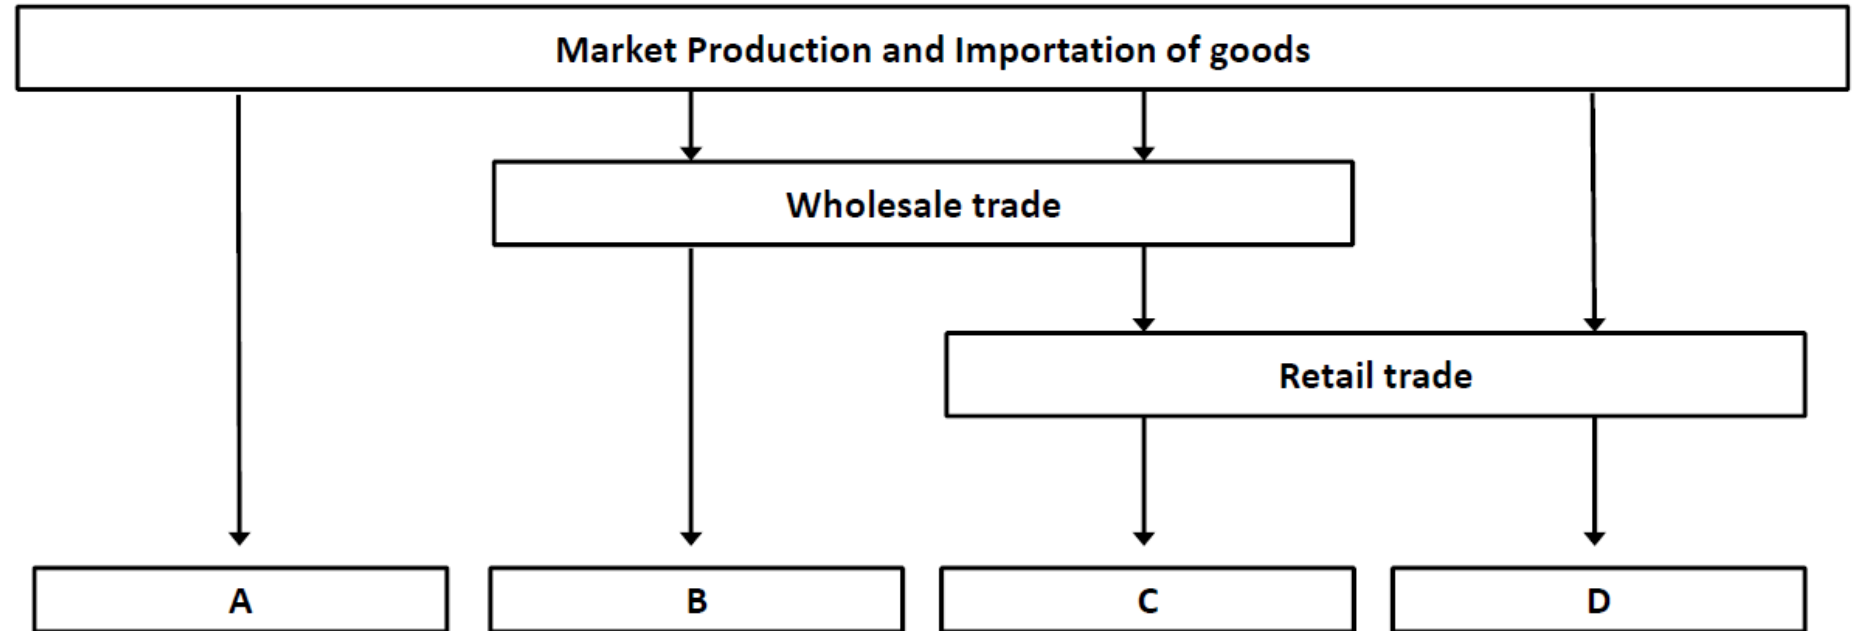 Market Production and Importation of goods
Wholesale trade
Retail trade
A
B
C
D